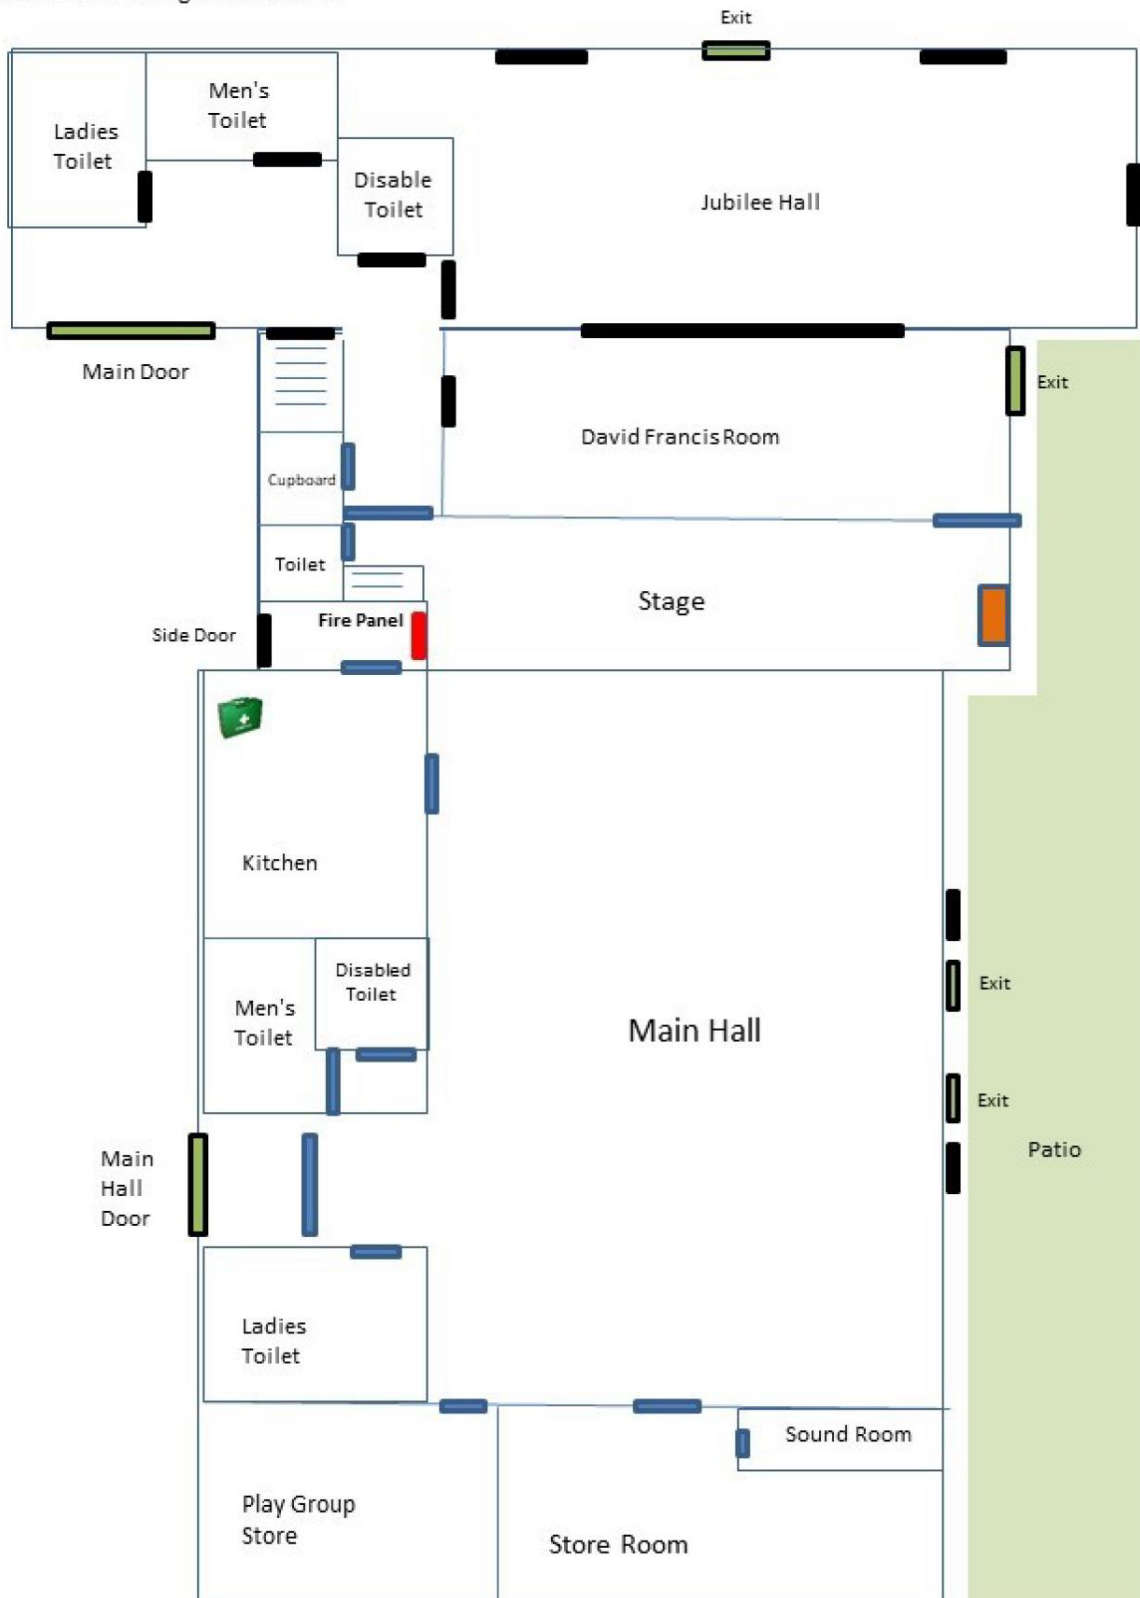 Exit
Men's
Toilet
Ladies
Toilet
Disable
Toilet
Jubilee Hall
Main Door
Exit
David Francis Room
Cupboard
Toilet
Stage
Fire Panel
Side Door
Kitchen
Disabled
Toilet
Men's
Toilet
Exit
Main Hall
Exit
Patio
Main
Hall
Door
Ladies
Toilet
Sound Room
Play Group
Store
Store Room